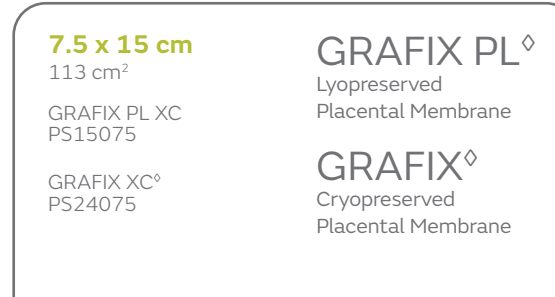 7.5 x 15 cm
113 cm²
GRAFIX PL XC
PS15075
GRAFIX XC◊
PS24075
GRAFIX PL◊
Lyopreserved
Placental Membrane
GRAFIX◊
Cryopreserved
Placental Membrane